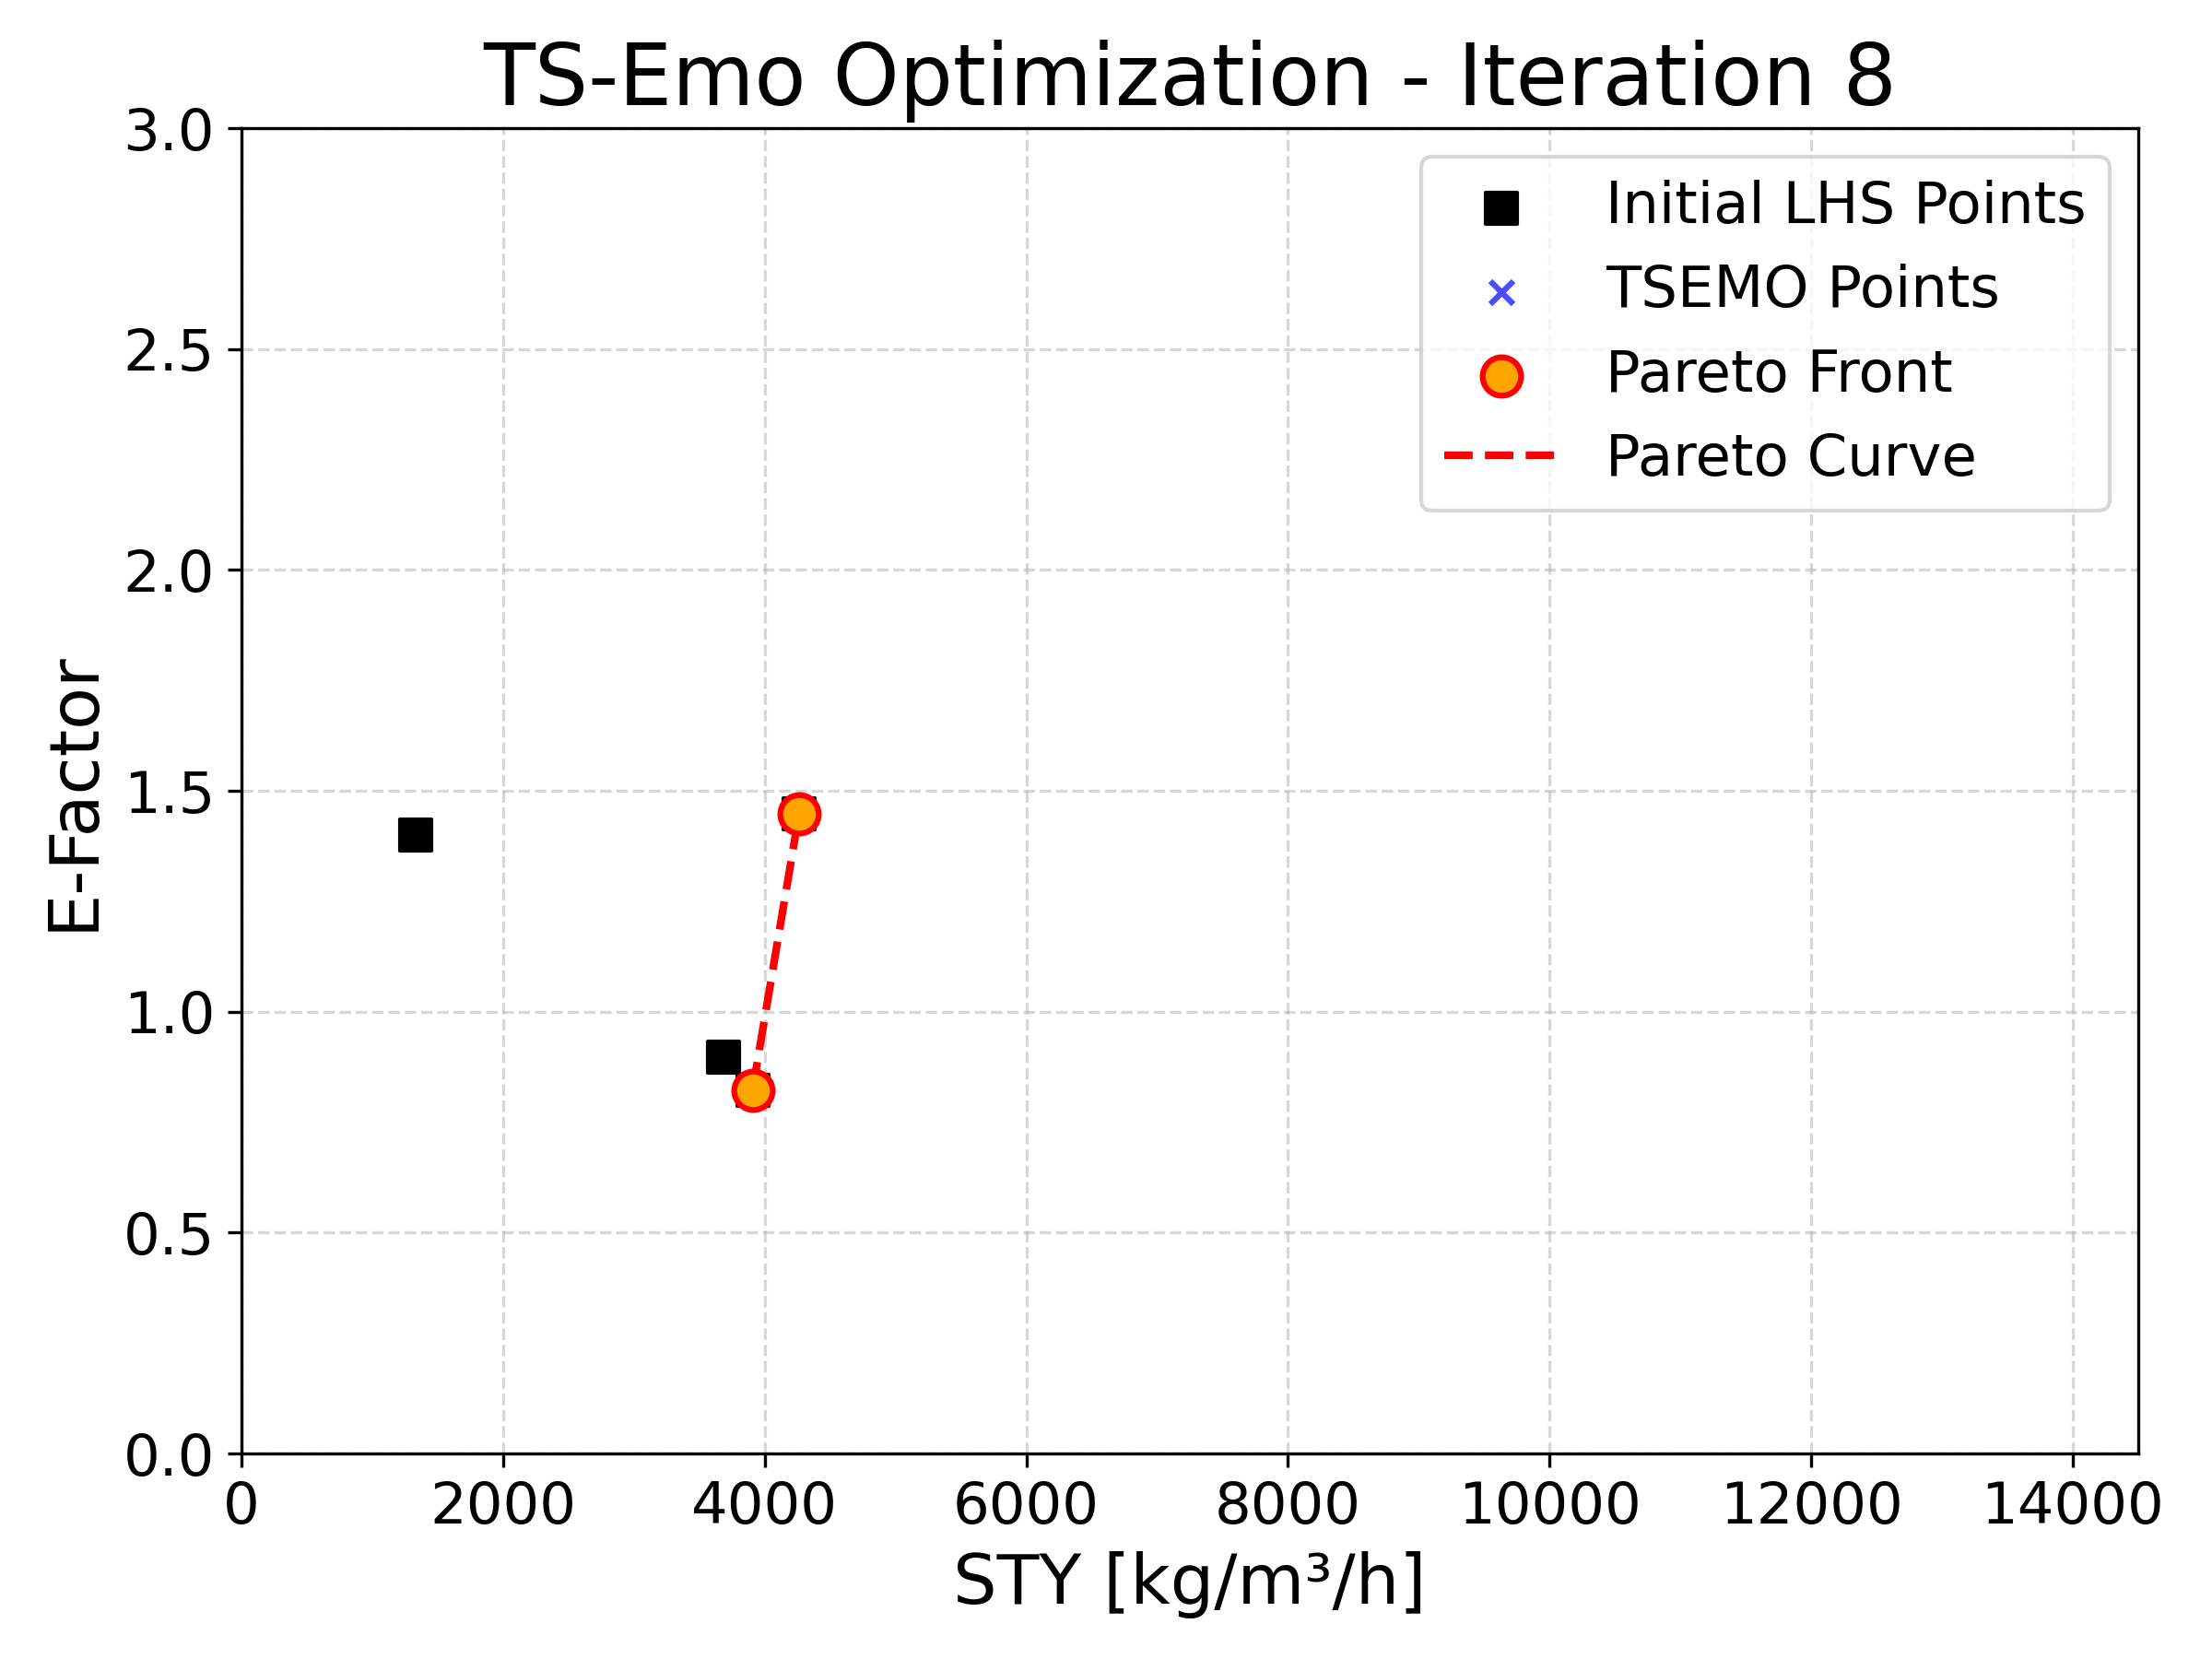 TS-Emo Optimization - Iteration 8
3.0
2.5
2.0
1.5
1.0
0.5
0.0
E-Factor
Initial LHS Points
TSEMO Points
Pareto Front
Pareto Curve
0 2000 4000 6000 8000 10000 12000 14000
STY [kg/m³/h]